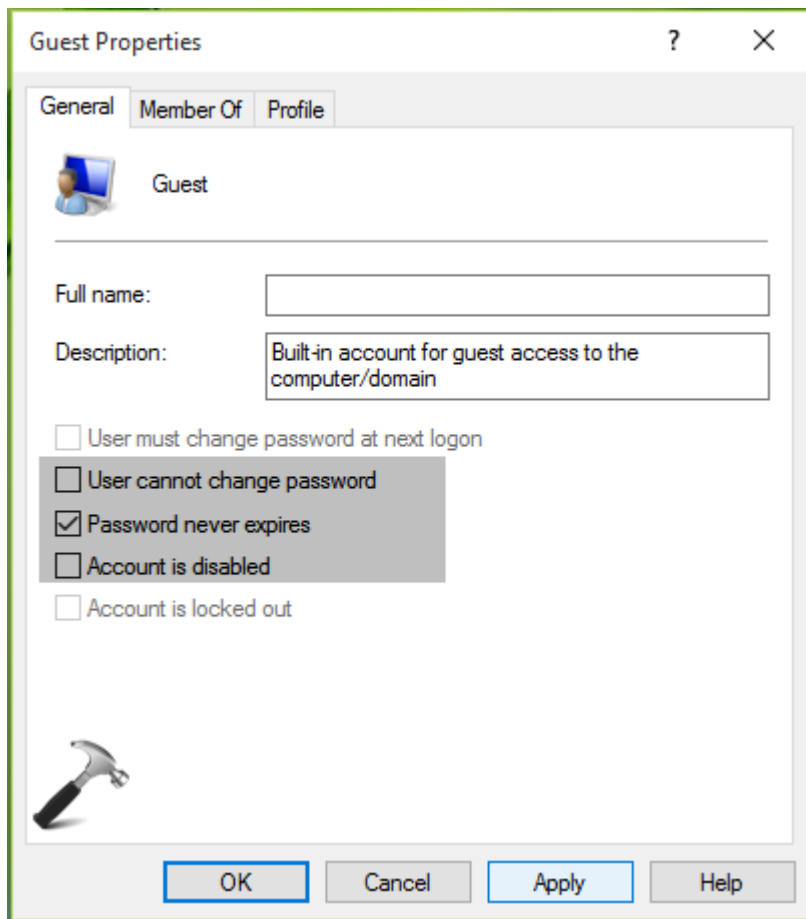 Guest Properties
General Member Of Profile
Guest
Full name:
Description: Built-in account for guest access to the
computer/domain
User must change password at next logon
User cannot change password
Password never expires
Account is disabled
Account is locked out
OK Cancel Apply Help